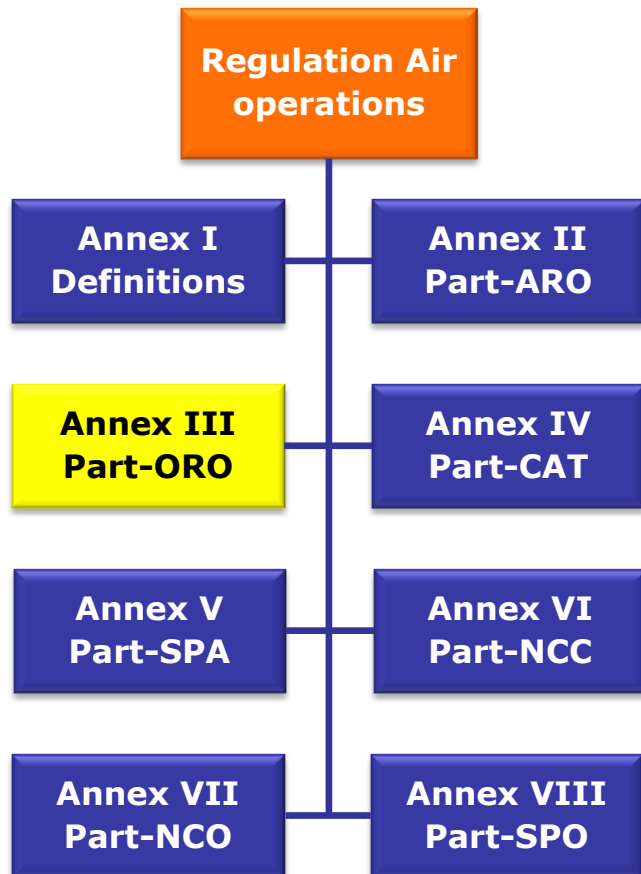 Regulation Air
operations
Annex I
Definitions
Annex II
Part-ARO
Annex III
Part-ORO
Annex IV
Part-CAT
Annex V
Part-SPA
Annex VI
Part-NCC
Annex VII
Part-NCO
Annex VIII
Part-SPO